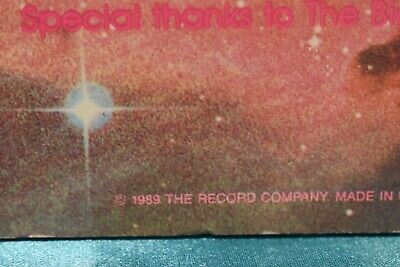 Special thanks to The
© 1989 THE RECORD COMPANY. MADE IN